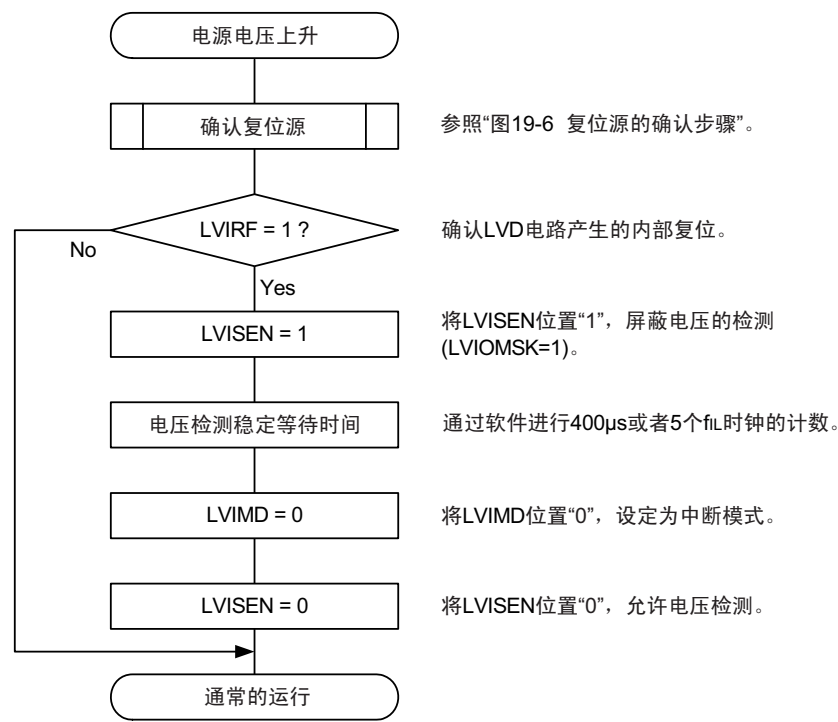 电源电压上升
确认复位源
参照“图19-6 复位源的确认步骤”。
LVIRF = 1 ?
确认LVD电路产生的内部复位。
No
Yes
LVISEN = 1
将LVISEN位置“1”，屏蔽电压的检测
(LVIOMSK=1)。
电压检测稳定等待时间
通过软件进行400μs或者5个fIL时钟的计数。
LVIMD = 0
将LVIMD位置“0”，设定为中断模式。
LVISEN = 0
将LVISEN位置“0”，允许电压检测。
通常的运行